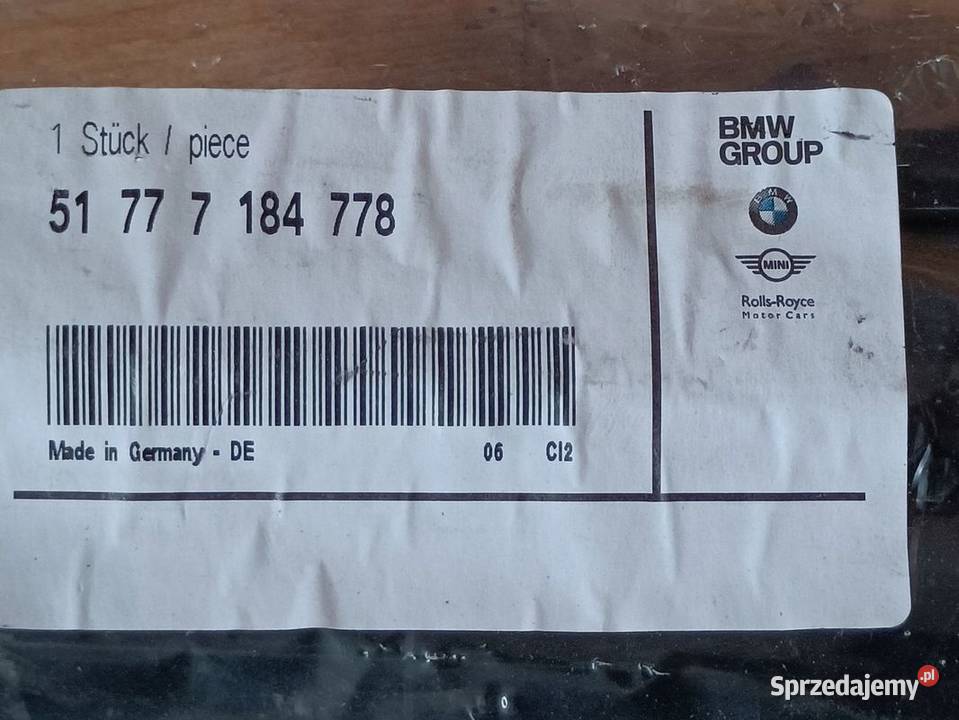 1 Stück / piece
51 77 7 184 778
Made in Germany - DE 06 CI2
BMW
GROUP
BMW
MINI
Rolls-Royce
Motor Cars
Sprzedajemy.pl